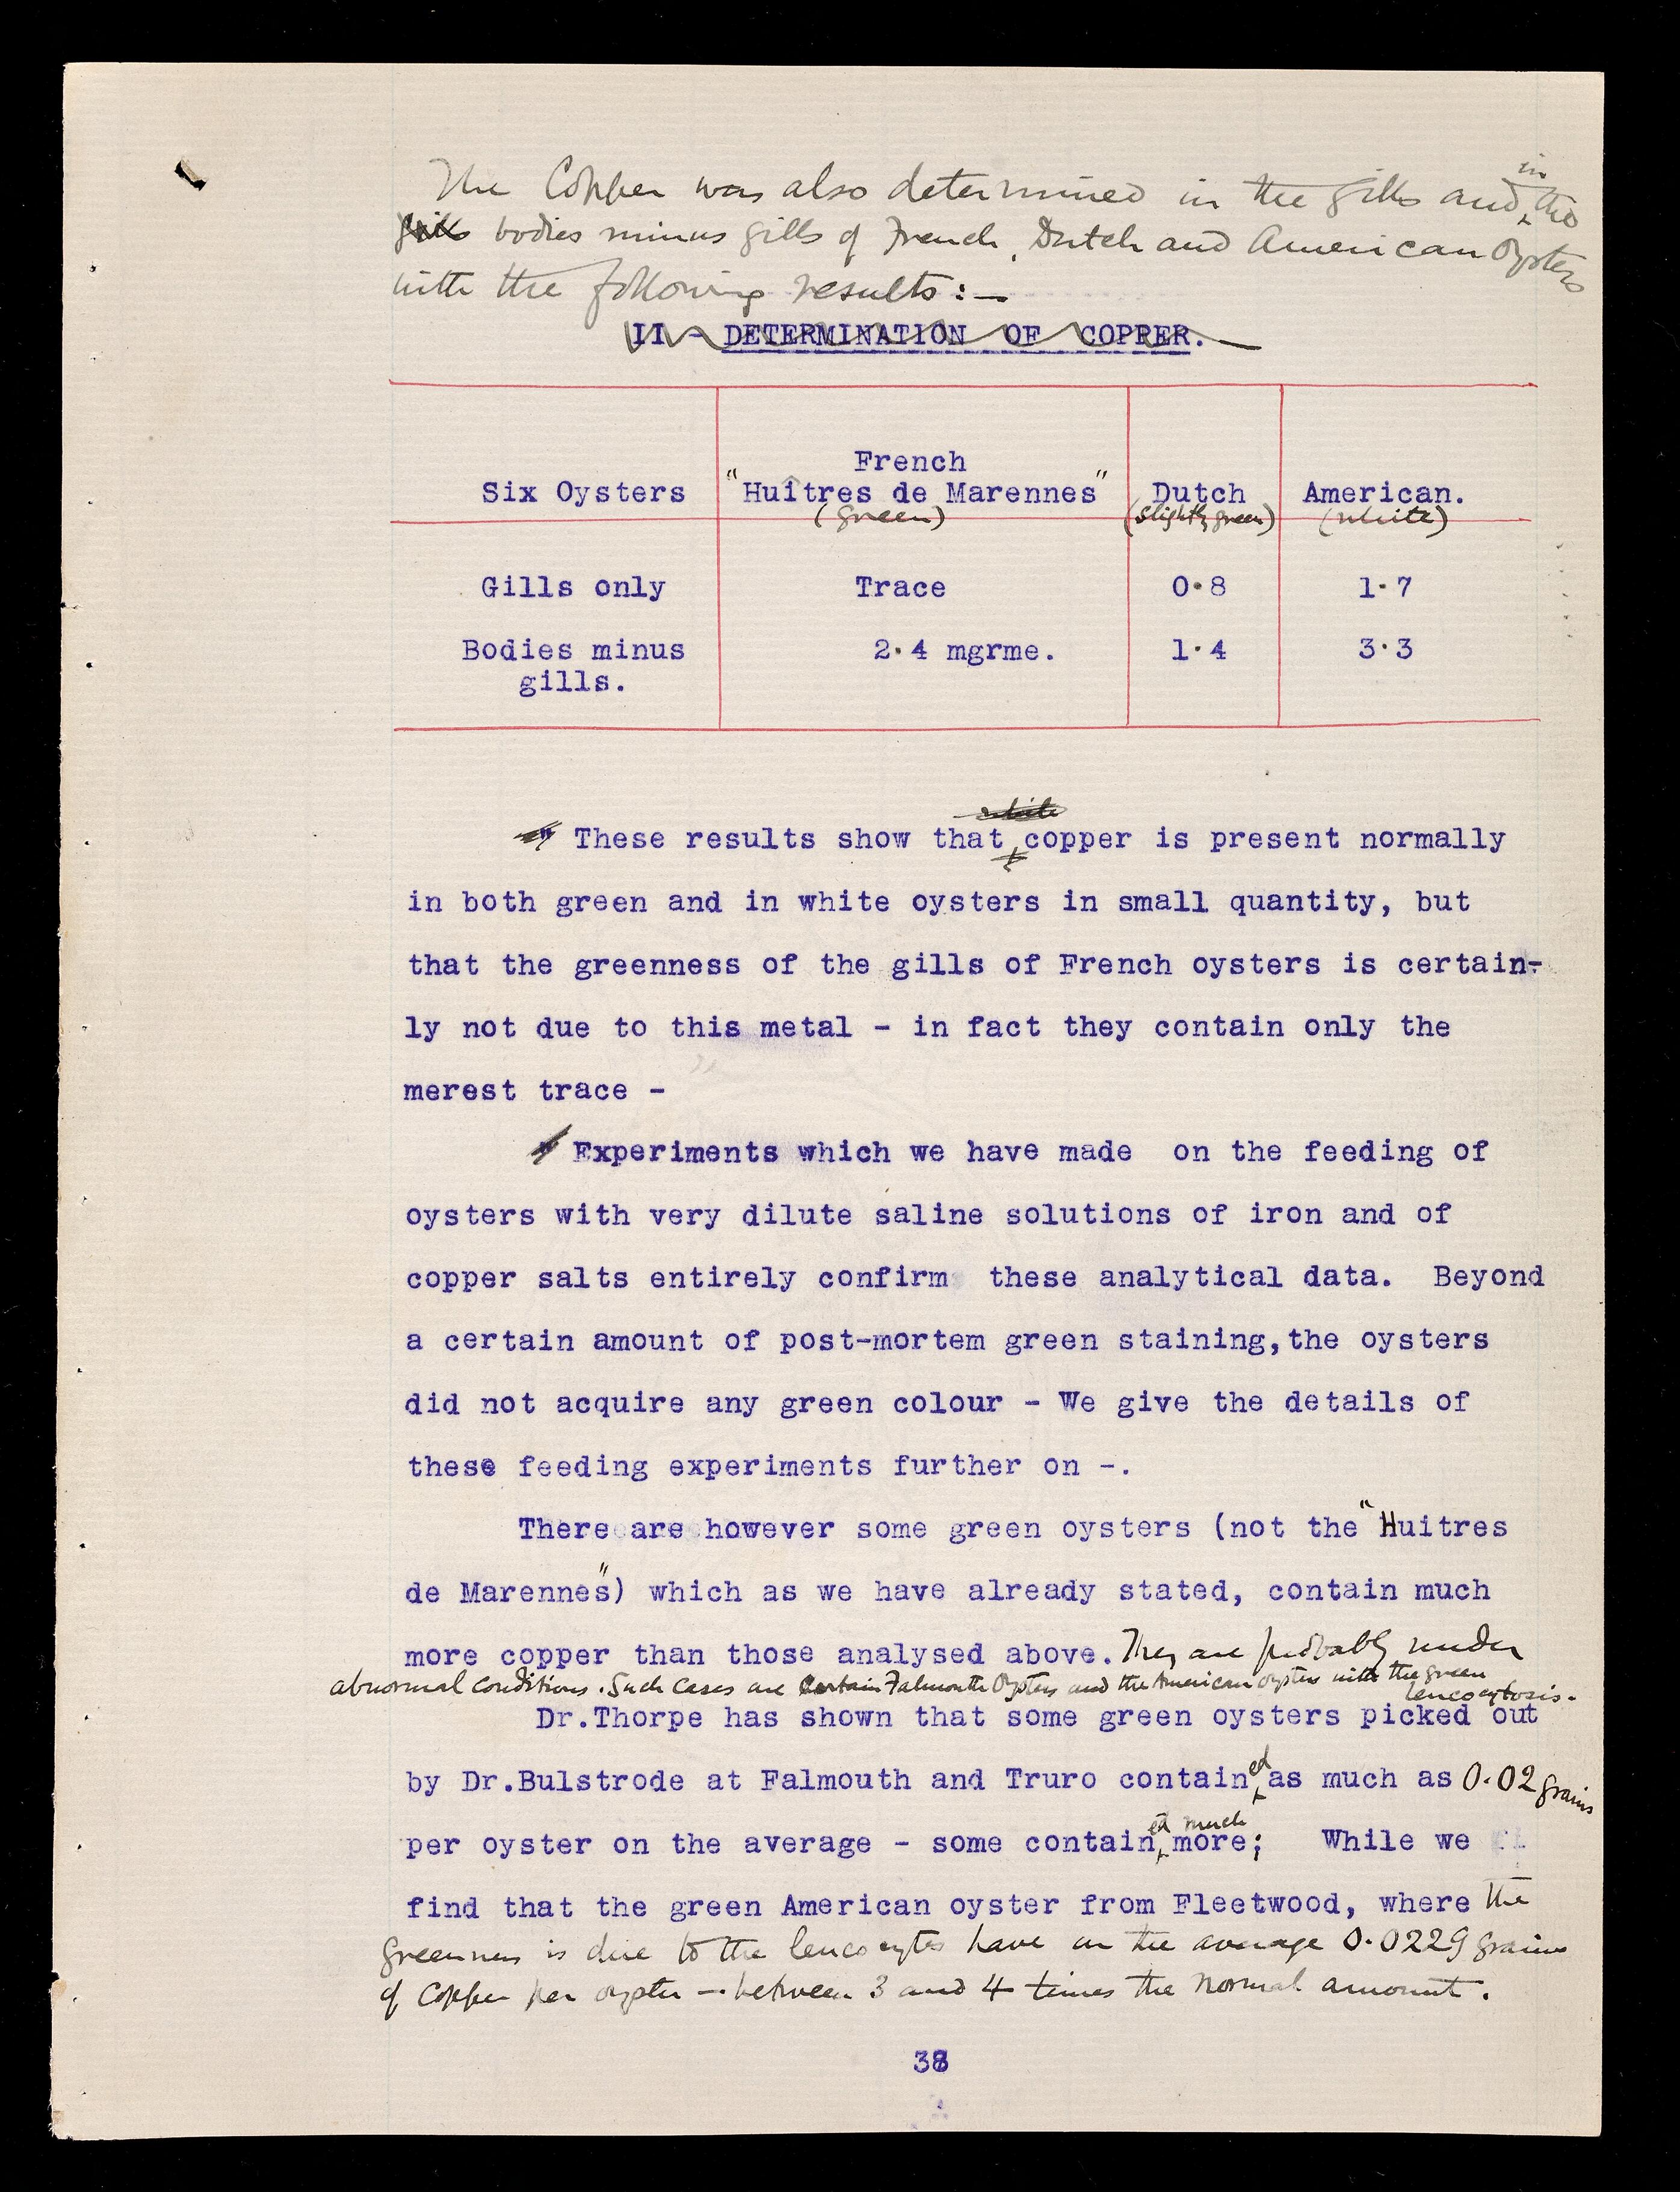 The Copper was also determined in the gills and in the
gills bodies minus gills of French, Dutch and American Oysters
with the following results:—
II - DETERMINATION OF COPPER.
Six Oysters
French
"Huîtres de Marennes"
(green)
Dutch
(slightly green)
American.
(white)
Gills only Trace 0·8 1·7
Bodies minus 2·4 mgrme. 1·4 3·3
gills.
white
These results show that copper is present normally
in both green and in white oysters in small quantity, but
that the greenness of the gills of French oysters is certain-
ly not due to this metal - in fact they contain only the
merest trace -
Experiments which we have made on the feeding of
oysters with very dilute saline solutions of iron and of
copper salts entirely confirm these analytical data. Beyond
a certain amount of post-mortem green staining, the oysters
did not acquire any green colour - We give the details of
these feeding experiments further on -.
There are however some green oysters (not the "Huitres
de Marennes") which as we have already stated, contain much
more copper than those analysed above. They are probably under
abnormal conditions. Such cases are certain Falmouth Oysters and the American oysters with the green
leucocytosis.
Dr.Thorpe has shown that some green oysters picked out
by Dr.Bulstrode at Falmouth and Truro contained as much as 0.02 grains
per oyster on the average - some contained much more; While we
find that the green American oyster from Fleetwood, where the
greenness is due to the leucocytes have on the average 0.0229 grains
of Copper per oyster — between 3 and 4 times the normal amount.
38